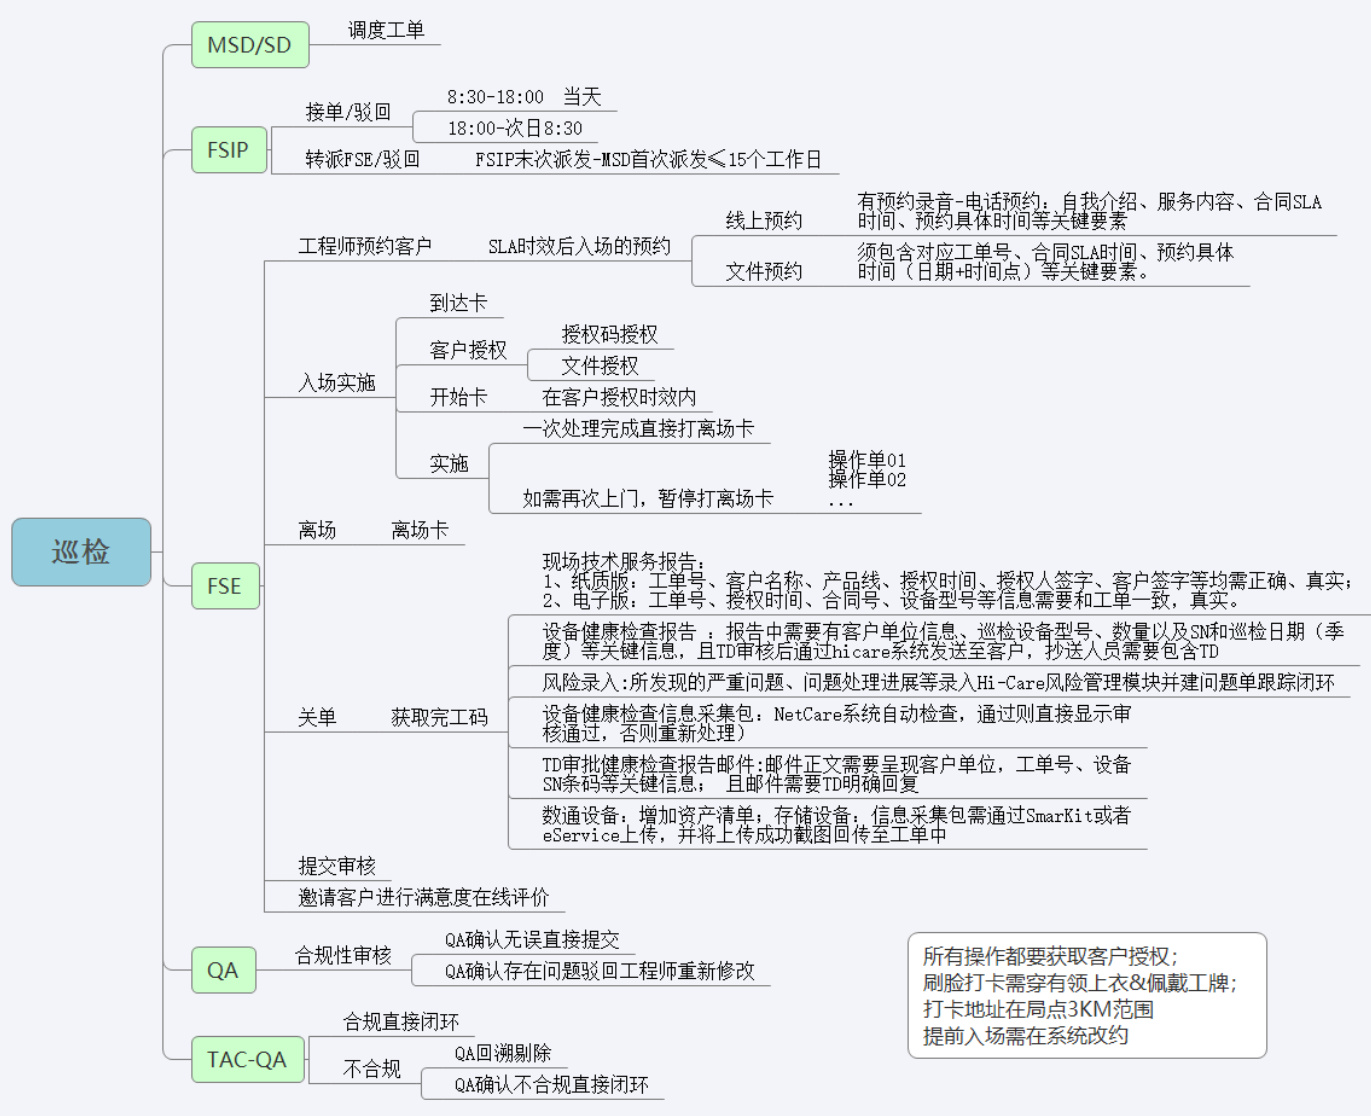 巡检
MSD/SD
调度工单
FSIP
接单/驳回
8:30-18:00 当天
18:00-次日8:30
转派FSE/驳回
FSIP末次派发-MSD首次派发≤15个工作日
FSE
工程师预约客户
SLA时效后入场的预约
线上预约
有预约录音-电话预约: 自我介绍、服务内容、合同SLA
时间、预约具体时间等关键要素
文件预约
须包含对应工单号、合同SLA时间、预约具体
时间（日期+时间点）等关键要素。
入场实施
到达卡
客户授权
授权码授权
文件授权
开始卡
在客户授权时效内
实施
一次处理完成直接打离场卡
如需再次上门，暂停打离场卡
操作单01
操作单02
...
离场
离场卡
关单
获取完工码
现场技术服务报告：
1、纸质版：工单号、客户名称、产品线、授权时间、授权人签字、客户签字等均需正确、真实；
2、电子版：工单号、授权时间、合同号、设备型号等信息需要和工单一致，真实。
设备健康检查报告 ：报告中需要有客户单位信息、巡检设备型号、数量以及SN和巡检日期（季
度）等关键信息，且TD审核后通过hicare系统发送至客户，抄送人员需要包含TD
风险录入:所发现的严重问题、问题处理进展等录入Hi-Care风险管理模块并建问题单跟踪闭环
设备健康检查信息采集包：NetCare系统自动检查，通过则直接显示审
核通过，否则重新处理）
TD审批健康检查报告邮件:邮件正文需要呈现客户单位，工单号、设备
SN条码等关键信息； 且邮件需要TD明确回复
数通设备：增加资产清单；存储设备：信息采集包需通过SmarKit或者
eService上传，并将上传成功截图回传至工单中
提交审核
邀请客户进行满意度在线评价
QA
合规性审核
QA确认无误直接提交
QA确认存在问题驳回工程师重新修改
TAC-QA
合规直接闭环
不合规
QA回溯剔除
QA确认不合规直接闭环
所有操作都要获取客户授权；
刷脸打卡需穿有领上衣&佩戴工牌；
打卡地址在局点3KM范围
提前入场需在系统改约